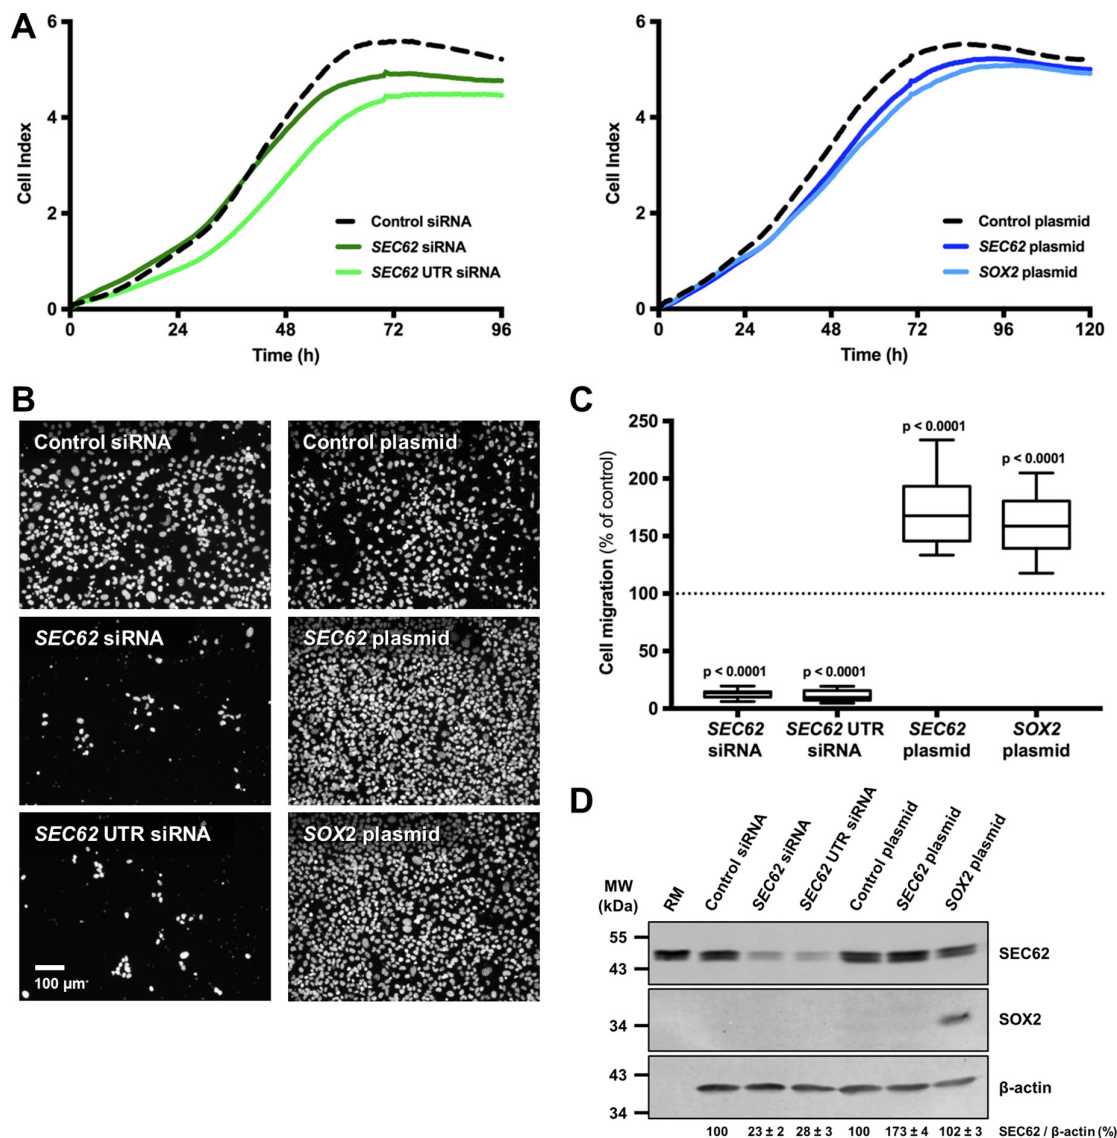 A
6
4
2
0
Cell Index
Control siRNA
SEC62 siRNA
SEC62 UTR siRNA
0 24 48 72 96
Time (h)
6
4
2
0
Cell Index
Control plasmid
SEC62 plasmid
SOX2 plasmid
0 24 48 72 96 120
Time (h)
B
Control siRNA
Control plasmid
SEC62 siRNA
SEC62 plasmid
SEC62 UTR siRNA
SOX2 plasmid
100 µm
C
250
200
150
100
50
0
Cell migration (% of control)
p < 0.0001
p < 0.0001
p < 0.0001
p < 0.0001
SEC62 siRNA
SEC62 UTR siRNA
SEC62 plasmid
SOX2 plasmid
D
MW (kDa)
RM
Control siRNA
SEC62 siRNA
SEC62 UTR siRNA
Control plasmid
SEC62 plasmid
SOX2 plasmid
55
43
SEC62
34
SOX2
43
34
β-actin
100 23 ± 2 28 ± 3 100 173 ± 4 102 ± 3 SEC62 / β-actin (%)